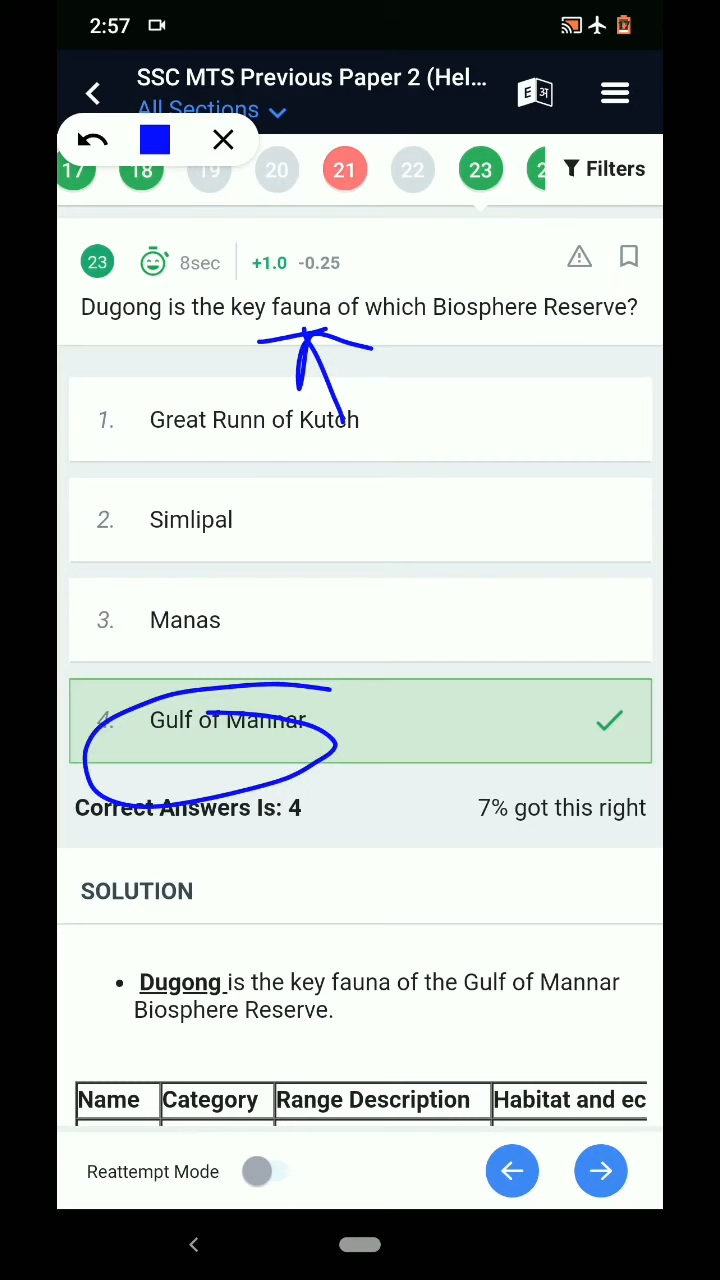 2:57
SSC MTS Previous Paper 2 (Hel...
E अ
All Sections
17 18 19 20 21 22 23 2 Filters
23 8sec +1.0 -0.25
Dugong is the key fauna of which Biosphere Reserve?
1. Great Runn of Kutch
2. Simlipal
3. Manas
4. Gulf of Mannar
Correct Answers Is: 4 7% got this right
SOLUTION
• Dugong is the key fauna of the Gulf of Mannar
Biosphere Reserve.
Name Category Range Description Habitat and ec
Reattempt Mode